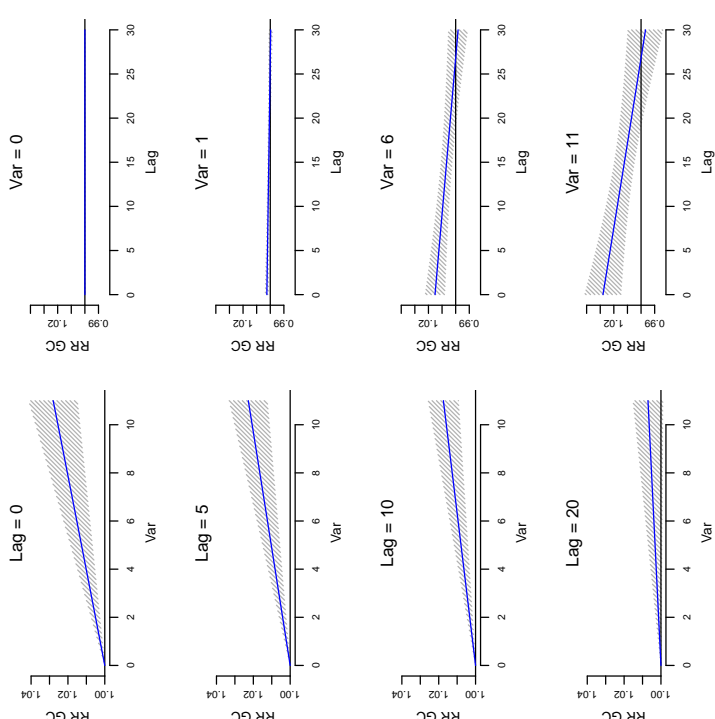 Lag = 0
RR GC
1.00 1.02 1.04
0 2 4 6 8 10
Var
Var = 0
RR GC
0.99 1.02
0 5 10 15 20 25 30
Lag
Lag = 5
RR GC
1.00 1.02 1.04
0 2 4 6 8 10
Var
Var = 1
RR GC
0.99 1.02
0 5 10 15 20 25 30
Lag
Lag = 10
RR GC
1.00 1.02 1.04
0 2 4 6 8 10
Var
Var = 6
RR GC
0.99 1.02
0 5 10 15 20 25 30
Lag
Lag = 20
RR GC
1.00 1.02 1.04
0 2 4 6 8 10
Var
Var = 11
RR GC
0.99 1.02
0 5 10 15 20 25 30
Lag